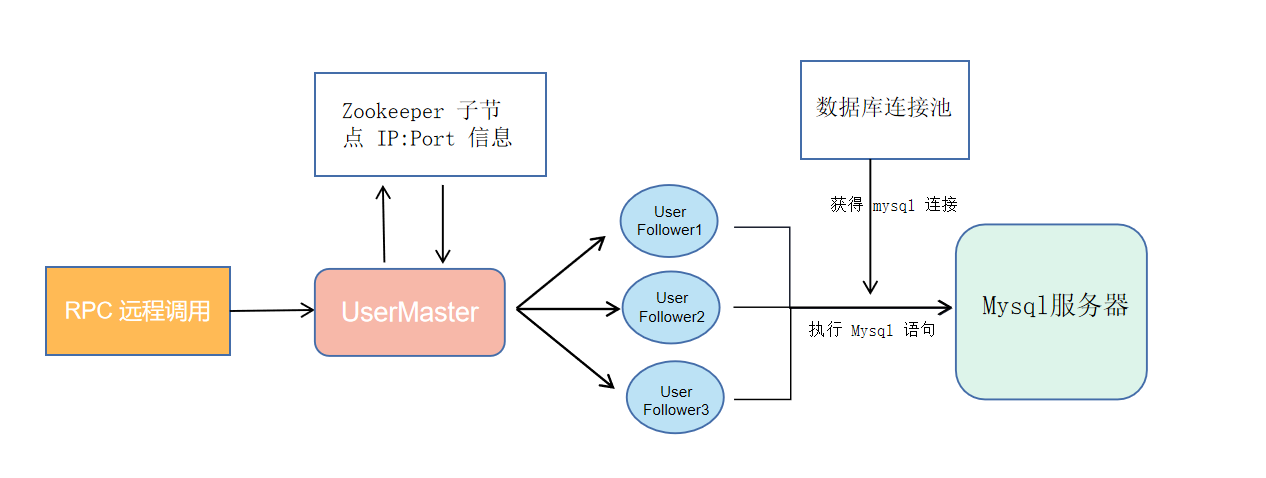 Zookeeper 子节
点 IP:Port 信息
数据库连接池
获得 mysql 连接
User
Follower1
RPC 远程调用
UserMaster
User
Follower2
Mysql服务器
执行 Mysql 语句
User
Follower3